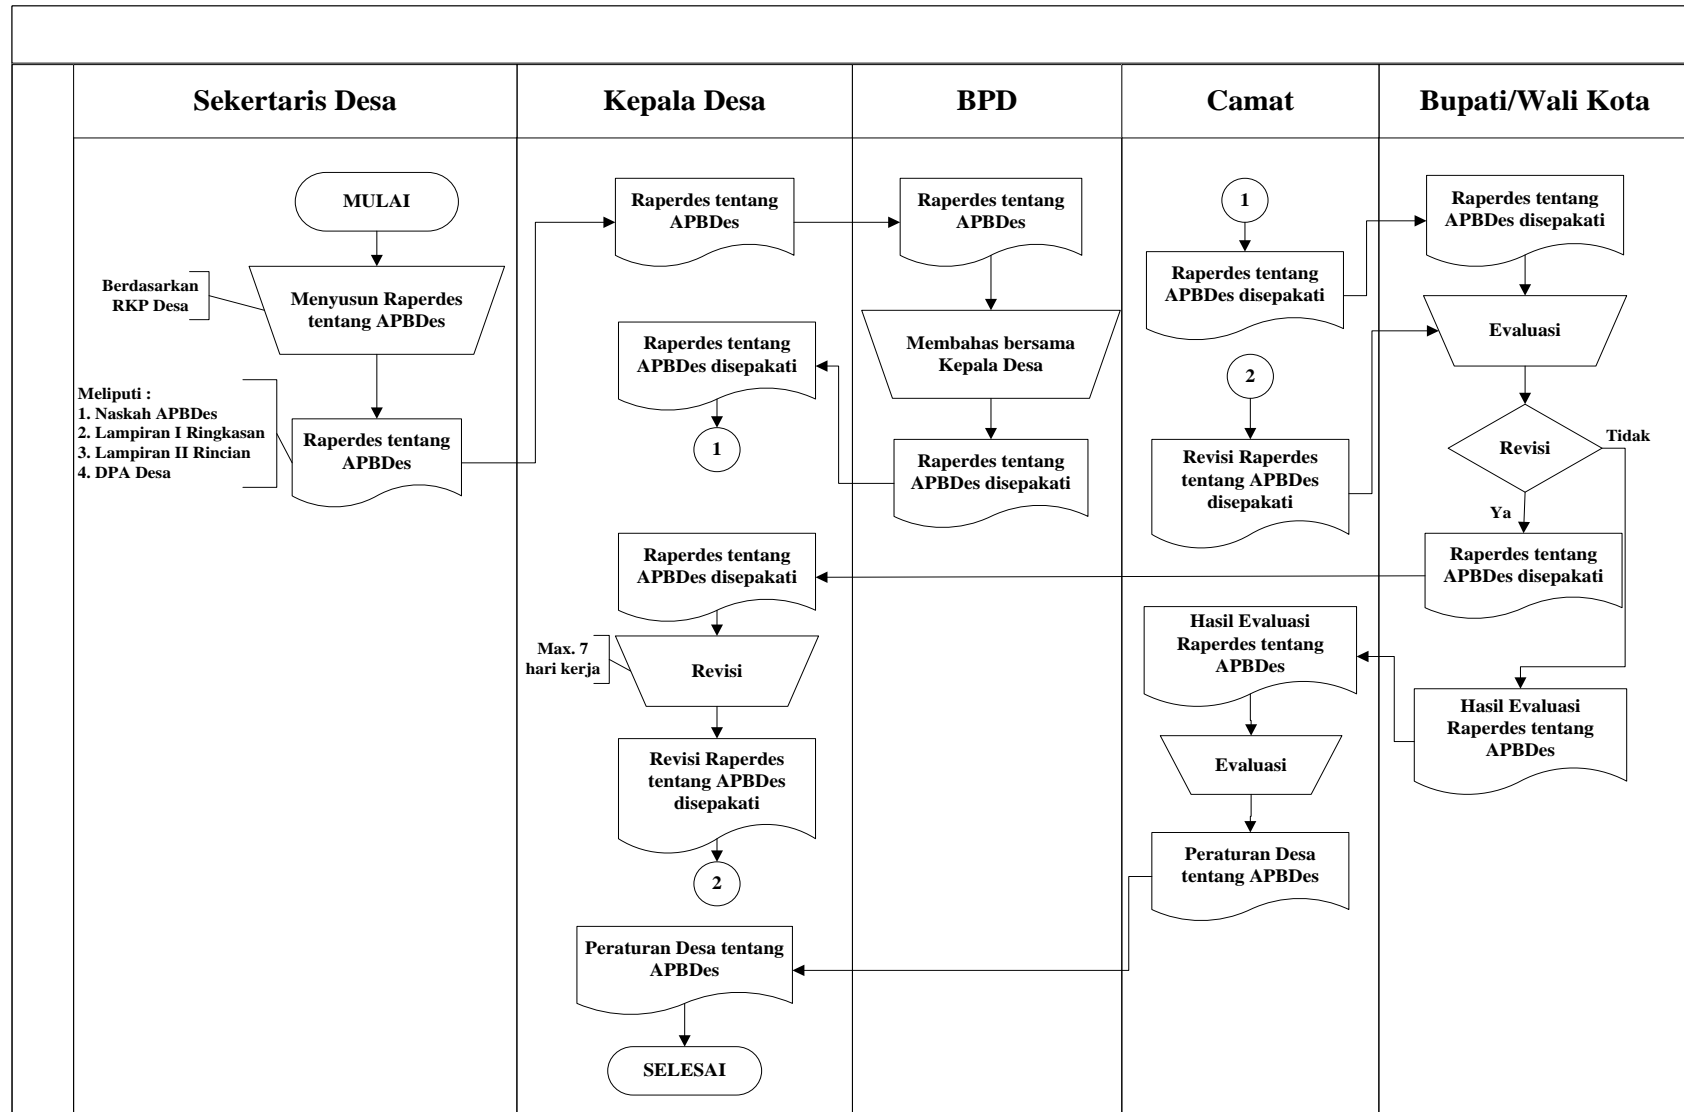 Sekertaris Desa
Kepala Desa
BPD
Camat
Bupati/Wali Kota
MULAI
Berdasarkan
RKP Desa
Menyusun Raperdes
tentang APBDes
Meliputi :
1. Naskah APBDes
2. Lampiran I Ringkasan
3. Lampiran II Rincian
4. DPA Desa
Raperdes tentang
APBDes
Raperdes tentang
APBDes
Raperdes tentang
APBDes disepakati
1
Raperdes tentang
APBDes disepakati
Max. 7
hari kerja
Revisi
Revisi Raperdes
tentang APBDes
disepakati
2
Peraturan Desa tentang
APBDes
SELESAI
Raperdes tentang
APBDes
Membahas bersama
Kepala Desa
Raperdes tentang
APBDes disepakati
1
Raperdes tentang
APBDes disepakati
2
Revisi Raperdes
tentang APBDes
disepakati
Hasil Evaluasi
Raperdes tentang
APBDes
Evaluasi
Peraturan Desa
tentang APBDes
Raperdes tentang
APBDes disepakati
Evaluasi
Revisi
Tidak
Ya
Raperdes tentang
APBDes disepakati
Hasil Evaluasi
Raperdes tentang
APBDes